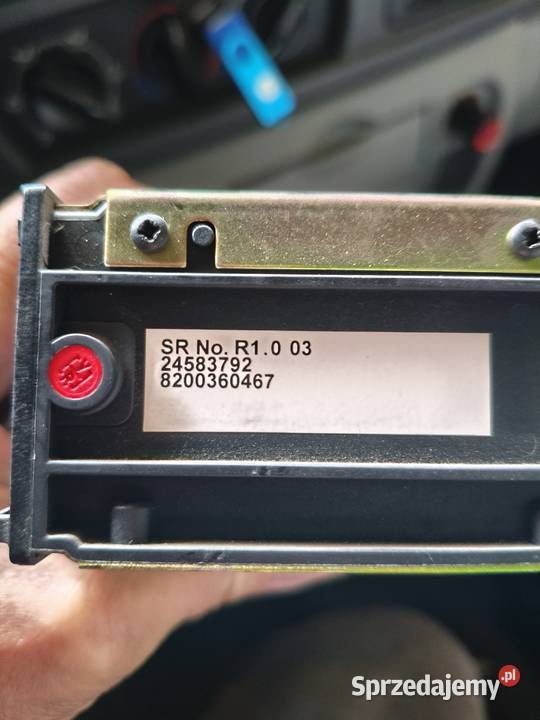 SR No. R1.0 03
24583792
8200360467
Sprzedajemy.pl